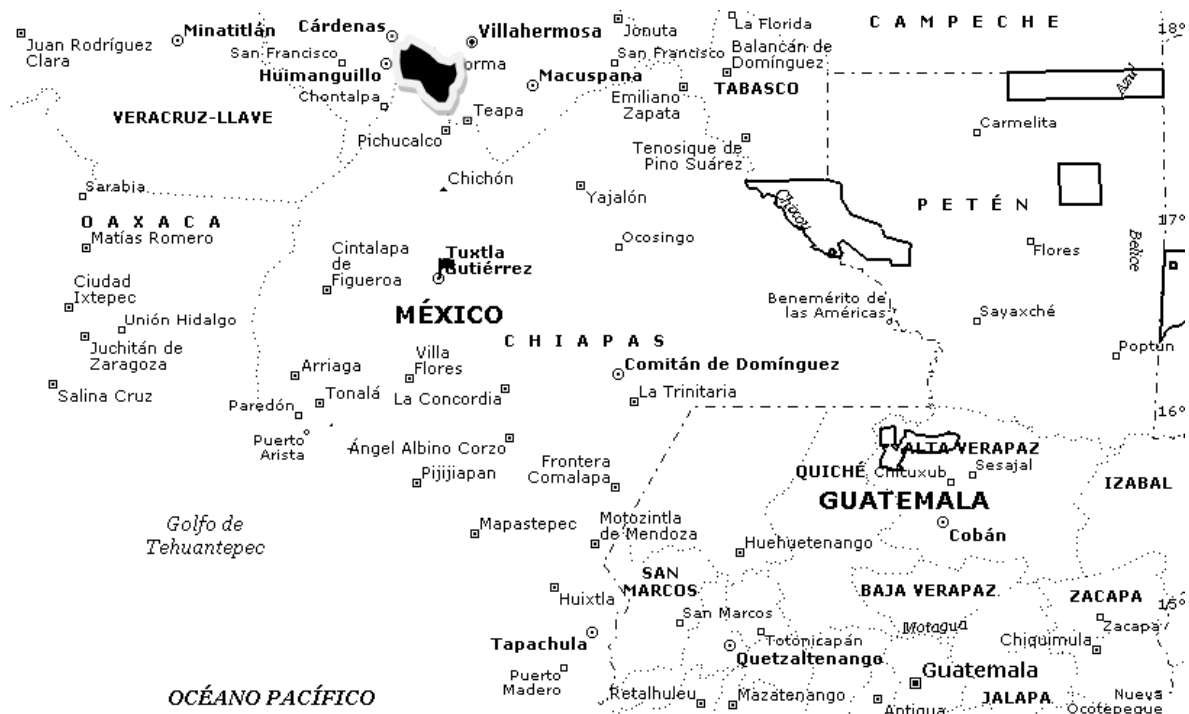 Cárdenas
Villahermosa
Jonuta
La Florida
C A M P E C H E
18°
Minatitlán
Juan Rodríguez
Clara
San Francisco
San Francisco
Balancán de
Domínguez
Huimanguillo
orma
Macuspana
TABASCO
Azul
Chontalpa
Teapa
Emiliano
Zapata
VERACRUZ-LLAVE
Carmelita
Pichucalco
Tenosique de
Pino Suárez
Sarabia
Chichón
Yajalón
Chixoy
P E T É N
17°
O A X A C A
Matías Romero
Cintalapa
de
Figueroa
Tuxtla
Gutiérrez
Ocosingo
Flores
Belice
Ciudad
Ixtepec
Benemérito de
las Américas
MÉXICO
Sayaxché
Unión Hidalgo
C H I A P A S
Juchitán de
Zaragoza
Poptún
Arriaga
Villa
Flores
Comitán de Domínguez
Salina Cruz
Tonalá
La Concordia
La Trinitaria
Paredón
16°
Puerto
Arista
Ángel Albino Corzo
ALTA VERAPAZ
Pijijiapan
Frontera
Comalapa
QUICHÉ
Chituxub
Sesajal
IZABAL
GUATEMALA
Golfo de
Tehuantepec
Mapastepec
Motozintla
de Mendoza
Huehuetenango
Cobán
SAN
MARCOS
Huixtla
BAJA VERAPAZ
ZACAPA
15°
San Marcos
Zacapa
Tapachula
Totonicapán
Motagua
Chiquimula
Quetzaltenango
Puerto
Madero
Guatemala
OCÉANO PACÍFICO
Retalhuleu
Mazatenango
Antigua
JALAPA
Nueva
Ocotepeque